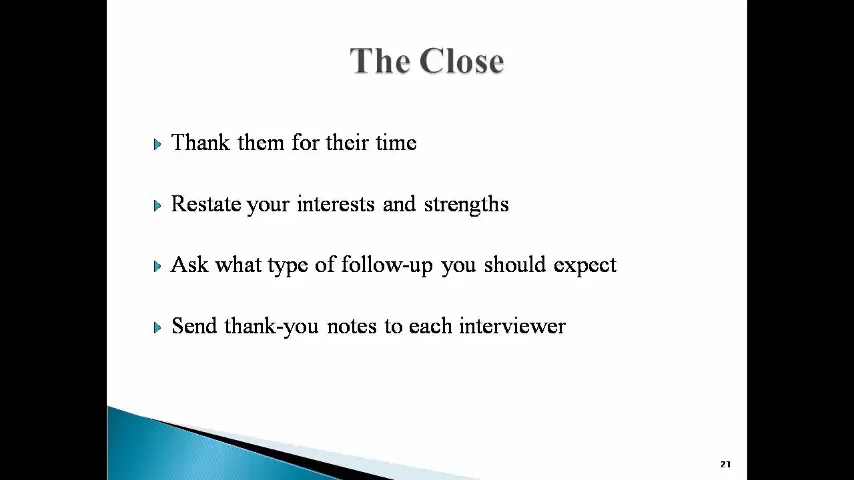 The Close
Thank them for their time
Restate your interests and strengths
Ask what type of follow-up you should expect
Send thank-you notes to each interviewer
21